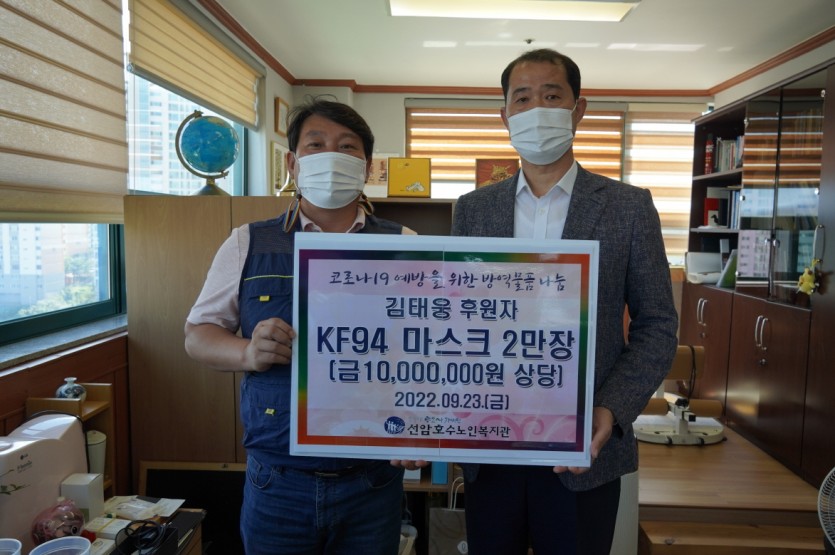 코로나19 예방을 위한 방역물품 나눔
김태웅 후원자
KF94 마스크 2만장
(금10,000,000원 상당)
2022.09.23.(금)
선암호수노인복지관